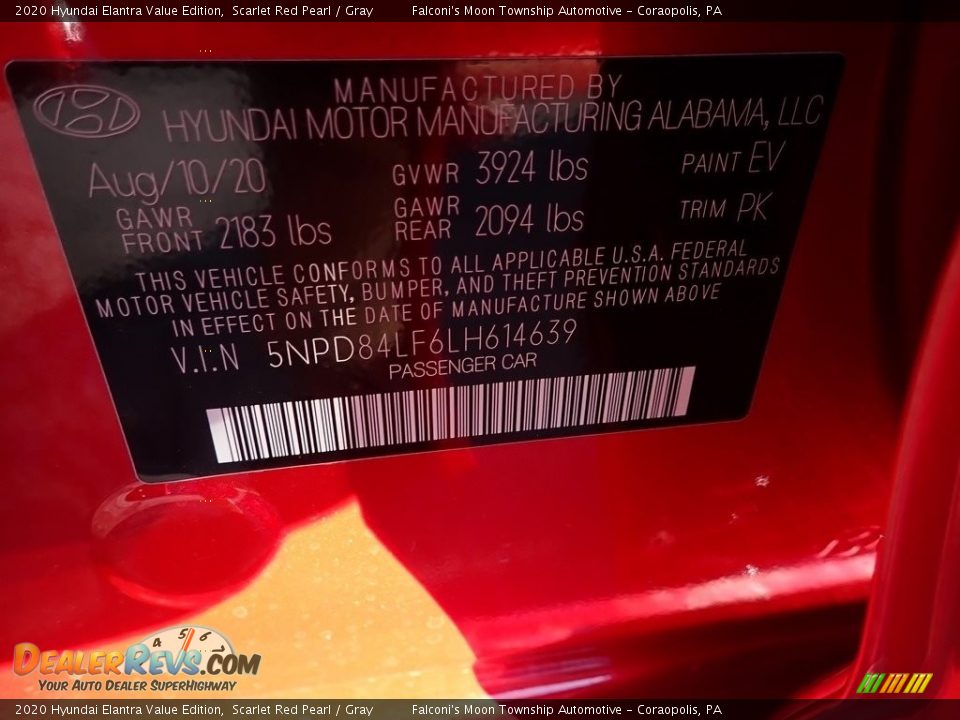 2020 Hyundai Elantra Value Edition,  Scarlet Red Pearl / Gray          Falconi's Moon Township Automotive - Coraopolis, PA
MANUFACTURED BY
HYUNDAI MOTOR MANUFACTURING ALABAMA, LLC
Aug/10/20 GVWR 3924 lbs PAINT EV
GAWR FRONT 2183 lbs GAWR REAR 2094 lbs TRIM PK
THIS VEHICLE CONFORMS TO ALL APPLICABLE U.S.A. FEDERAL
MOTOR VEHICLE SAFETY, BUMPER, AND THEFT PREVENTION STANDARDS
IN EFFECT ON THE DATE OF MANUFACTURE SHOWN ABOVE
V.I.N 5NPD84LF6LH614639
PASSENGER CAR
4 5 6
DEALERREVS.COM
YOUR AUTO DEALER SUPERHIGHWAY
2020 Hyundai Elantra Value Edition,  Scarlet Red Pearl / Gray          Falconi's Moon Township Automotive - Coraopolis, PA